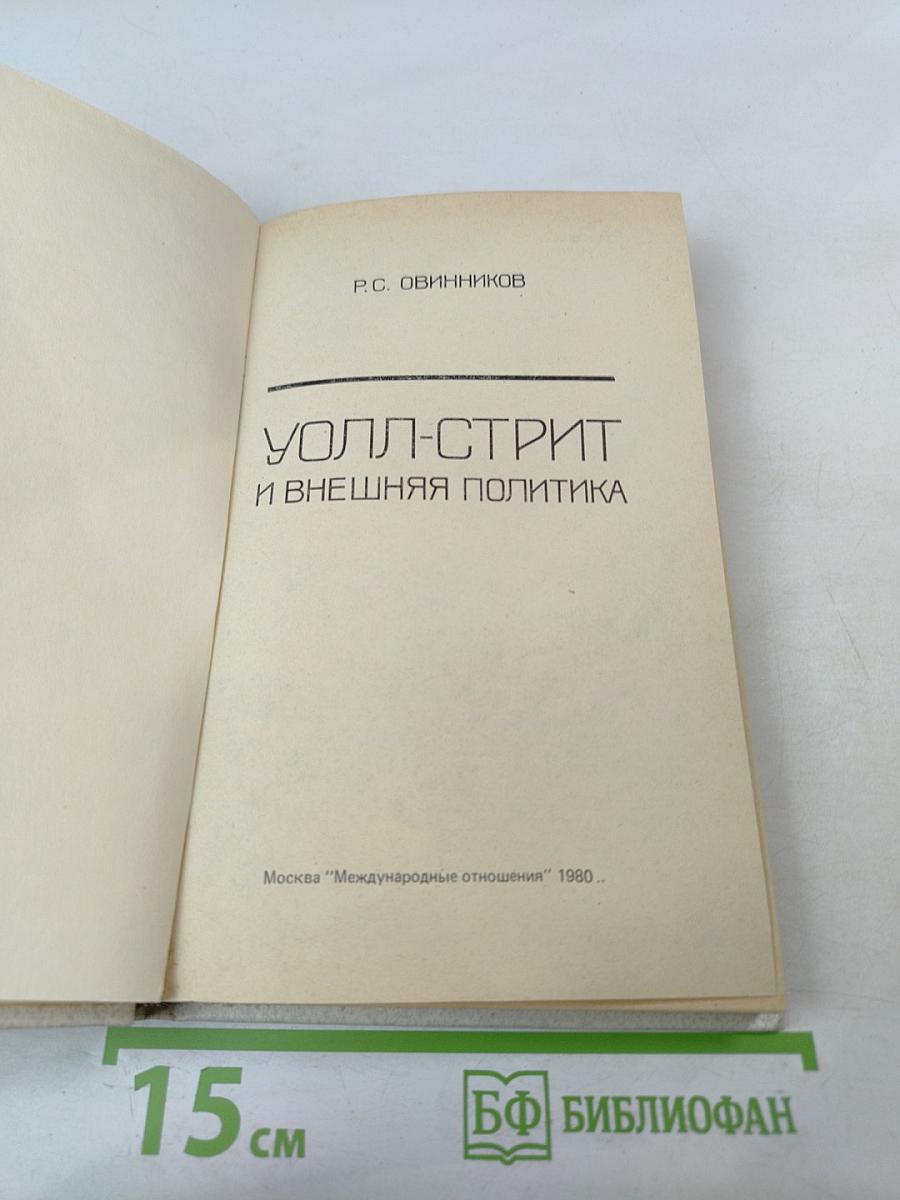 Р.С. ОВИННИКОВ
УОЛЛ-СТРИТ
И ВНЕШНЯЯ ПОЛИТИКА
Москва "Международные отношения" 1980..
15 см
БФ БИБЛИОФАН